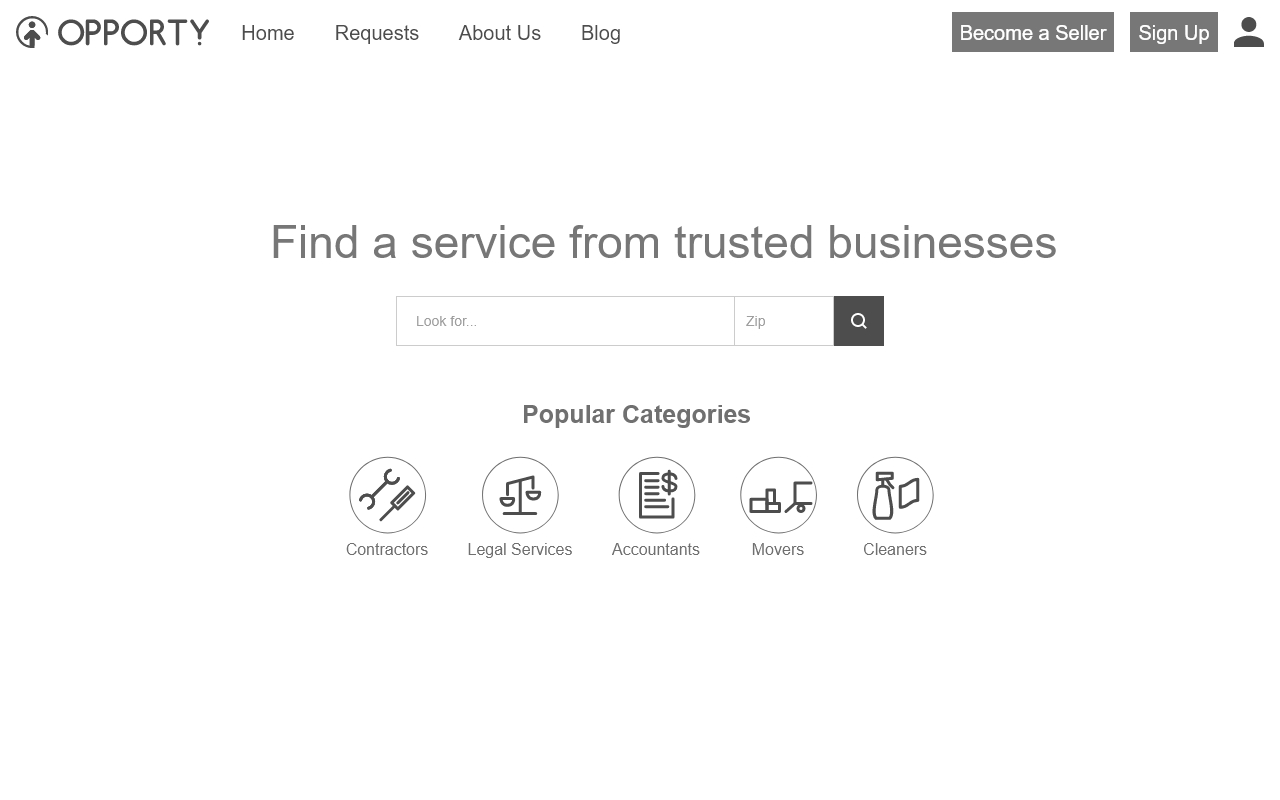 OPPORTY Home Requests About Us Blog Become a Seller Sign Up
Find a service from trusted businesses
Look for... Zip
Popular Categories
Contractors Legal Services Accountants Movers Cleaners